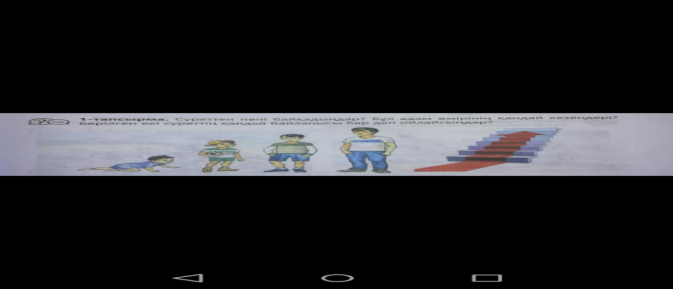 1-тапсырма. Суреттен нені байқадыңдар? Бұл адам өмірінің қандай кезеңдері?
Берілген екі суреттің қандай байланысы бар деп ойлайсыңдар?